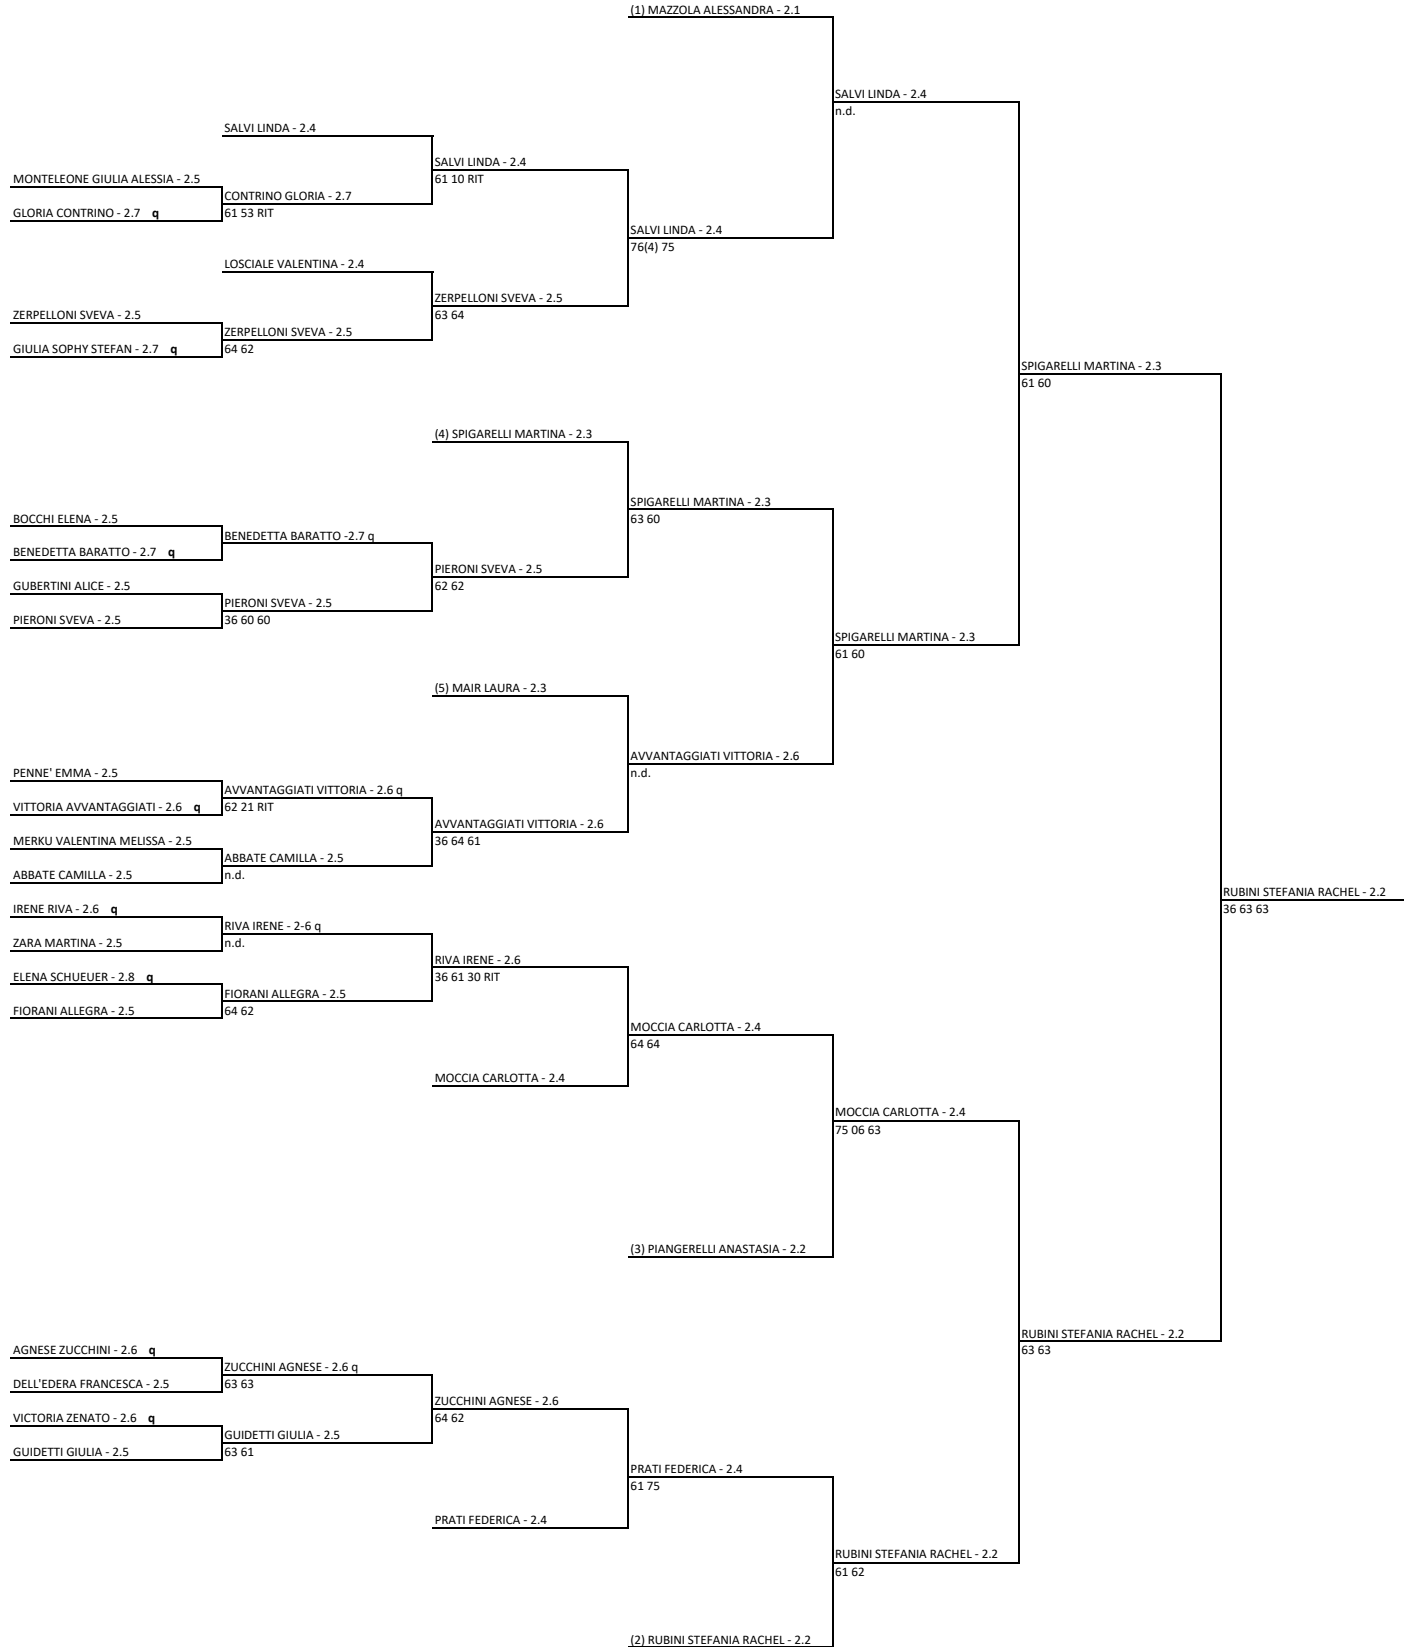 (1) MAZZOLA ALESSANDRA - 2.1
SALVI LINDA - 2.4
n.d.
SALVI LINDA - 2.4
SALVI LINDA - 2.4
61 10 RIT
MONTELEONE GIULIA ALESSIA - 2.5
CONTRINO GLORIA - 2.7
GLORIA CONTRINO - 2.7 q
61 53 RIT
SALVI LINDA - 2.4
76(4) 75
LOSCIALE VALENTINA - 2.4
ZERPELLONI SVEVA - 2.5
63 64
ZERPELLONI SVEVA - 2.5
ZERPELLONI SVEVA - 2.5
GIULIA SOPHY STEFAN - 2.7 q
64 62
SPIGARELLI MARTINA - 2.3
61 60
(4) SPIGARELLI MARTINA - 2.3
SPIGARELLI MARTINA - 2.3
63 60
BOCCHI ELENA - 2.5
BENEDETTA BARATTO -2.7 q
BENEDETTA BARATTO - 2.7 q
PIERONI SVEVA - 2.5
62 62
GUBERTINI ALICE - 2.5
PIERONI SVEVA - 2.5
PIERONI SVEVA - 2.5
36 60 60
SPIGARELLI MARTINA - 2.3
61 60
(5) MAIR LAURA - 2.3
AVVANTAGGIATI VITTORIA - 2.6
n.d.
PENNE' EMMA - 2.5
AVVANTAGGIATI VITTORIA - 2.6 q
VITTORIA AVVANTAGGIATI - 2.6 q
62 21 RIT
AVVANTAGGIATI VITTORIA - 2.6
36 64 61
MERKU VALENTINA MELISSA - 2.5
ABBATE CAMILLA - 2.5
ABBATE CAMILLA - 2.5
n.d.
RUBINI STEFANIA RACHEL - 2.2
36 63 63
IRENE RIVA - 2.6 q
RIVA IRENE - 2-6 q
ZARA MARTINA - 2.5
n.d.
RIVA IRENE - 2.6
36 61 30 RIT
ELENA SCHUEUER - 2.8 q
FIORANI ALLEGRA - 2.5
FIORANI ALLEGRA - 2.5
64 62
MOCCIA CARLOTTA - 2.4
64 64
MOCCIA CARLOTTA - 2.4
MOCCIA CARLOTTA - 2.4
75 06 63
(3) PIANGERELLI ANASTASIA - 2.2
RUBINI STEFANIA RACHEL - 2.2
63 63
AGNESE ZUCCHINI - 2.6 q
ZUCCHINI AGNESE - 2.6 q
DELL'EDERA FRANCESCA - 2.5
63 63
ZUCCHINI AGNESE - 2.6
64 62
VICTORIA ZENATO - 2.6 q
GUIDETTI GIULIA - 2.5
GUIDETTI GIULIA - 2.5
63 61
PRATI FEDERICA - 2.4
61 75
PRATI FEDERICA - 2.4
RUBINI STEFANIA RACHEL - 2.2
61 62
(2) RUBINI STEFANIA RACHEL - 2.2